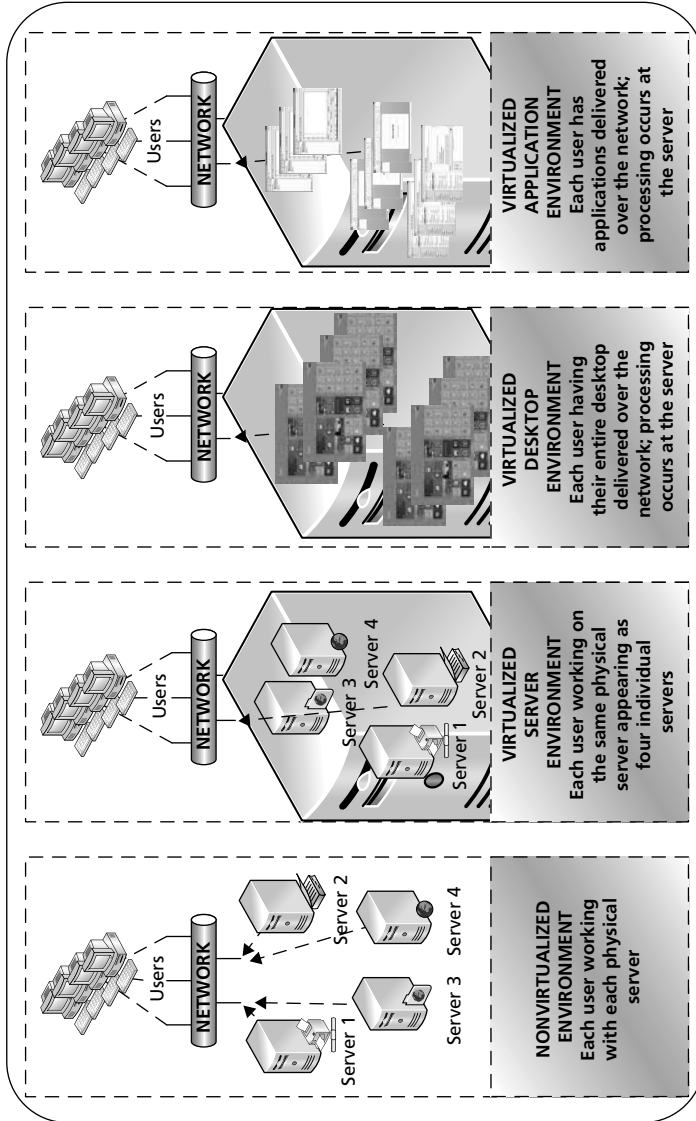 Users
NETWORK
Server 1
Server 2
Server 3
Server 4
NONVIRTUALIZED
ENVIRONMENT
Each user working
with each physical
server
Users
NETWORK
Server 3
Server 4
Server 1
Server 2
VIRTUALIZED
SERVER
ENVIRONMENT
Each user working on
the same physical
server appearing as
four individual
servers
Users
NETWORK
VIRTUALIZED
DESKTOP
ENVIRONMENT
Each user having
their entire desktop
delivered over the
network; processing
occurs at the server
Users
NETWORK
VIRTUALIZED
APPLICATION
ENVIRONMENT
Each user has
applications delivered
over the network;
processing occurs at
the server